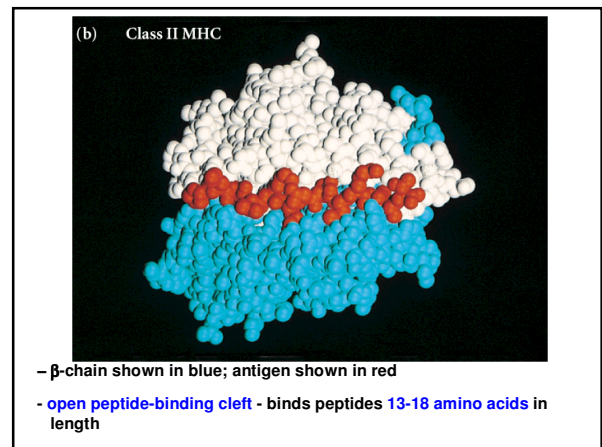 (b) Class II MHC
– β-chain shown in blue; antigen shown in red
- open peptide-binding cleft - binds peptides 13-18 amino acids in
length